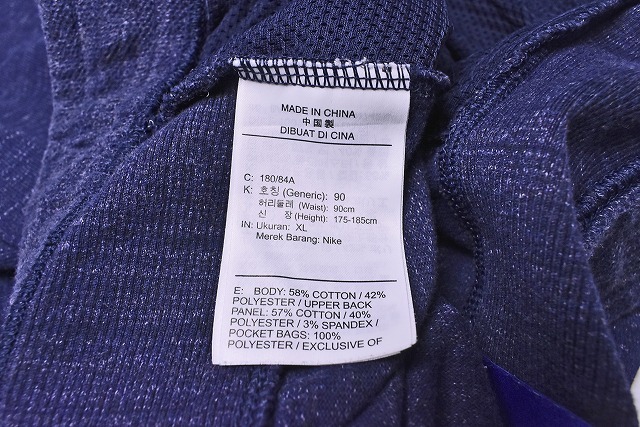 MADE IN CHINA
中国製
DIBUAT DI CINA
C: 180/84A
K: 호칭 (Generic): 90
허리둘레 (Waist): 90cm
신 장 (Height): 175-185cm
IN: Ukuran: XL
Merek Barang: Nike
E: BODY: 58% COTTON / 42%
POLYESTER / UPPER BACK
PANEL: 57% COTTON / 40%
POLYESTER / 3% SPANDEX /
POCKET BAGS: 100%
POLYESTER / EXCLUSIVE OF